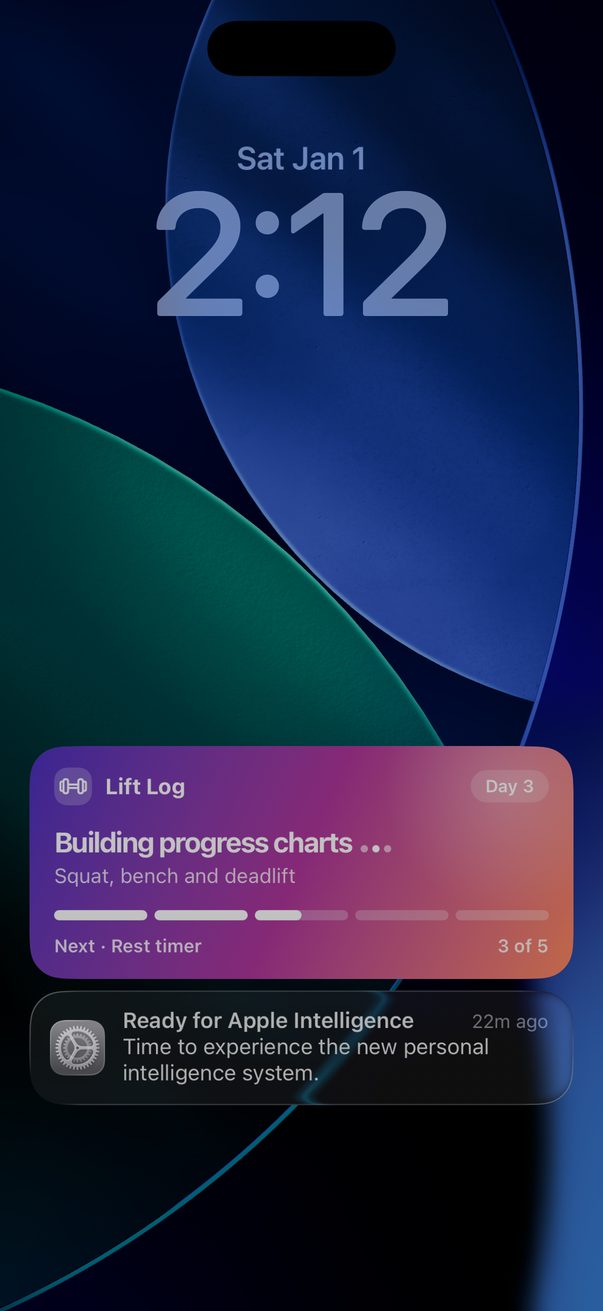 Sat Jan 1
2:12
Lift Log
Day 3
Building progress charts ...
Squat, bench and deadlift
Next · Rest timer
3 of 5
Ready for Apple Intelligence
22m ago
Time to experience the new personal
intelligence system.